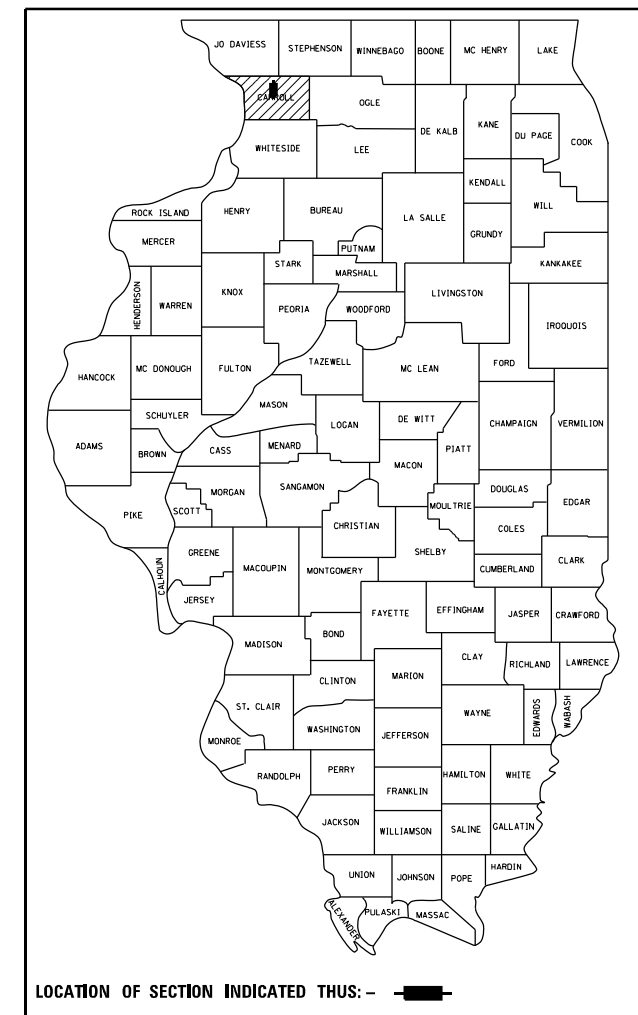 JO DAVIESS
STEPHENSON
WINNEBAGO
BOONE
MC HENRY
LAKE
CARROLL
OGLE
DE KALB
KANE
DU PAGE
COOK
WHITESIDE
LEE
KENDALL
WILL
ROCK ISLAND
HENRY
BUREAU
LA SALLE
GRUNDY
MERCER
PUTNAM
KANKAKEE
STARK
MARSHALL
HENDERSON
WARREN
KNOX
PEORIA
WOODFORD
LIVINGSTON
IROQUOIS
HANCOCK
MC DONOUGH
FULTON
TAZEWELL
MC LEAN
FORD
SCHUYLER
MASON
LOGAN
DE WITT
PIATT
CHAMPAIGN
VERMILION
ADAMS
BROWN
CASS
MENARD
MACON
MORGAN
SANGAMON
DOUGLAS
EDGAR
PIKE
SCOTT
CHRISTIAN
MOULTRIE
COLES
CALHOUN
GREENE
MACOUPIN
MONTGOMERY
SHELBY
CUMBERLAND
CLARK
JERSEY
FAYETTE
EFFINGHAM
JASPER
CRAWFORD
MADISON
BOND
CLAY
RICHLAND
LAWRENCE
CLINTON
MARION
ST. CLAIR
WAYNE
EDWARDS
WABASH
WASHINGTON
JEFFERSON
MONROE
RANDOLPH
PERRY
HAMILTON
WHITE
FRANKLIN
JACKSON
WILLIAMSON
SALINE
GALLATIN
UNION
JOHNSON
POPE
HARDIN
ALEXANDER
PULASKI
MASSAC
LOCATION OF SECTION INDICATED THUS: –